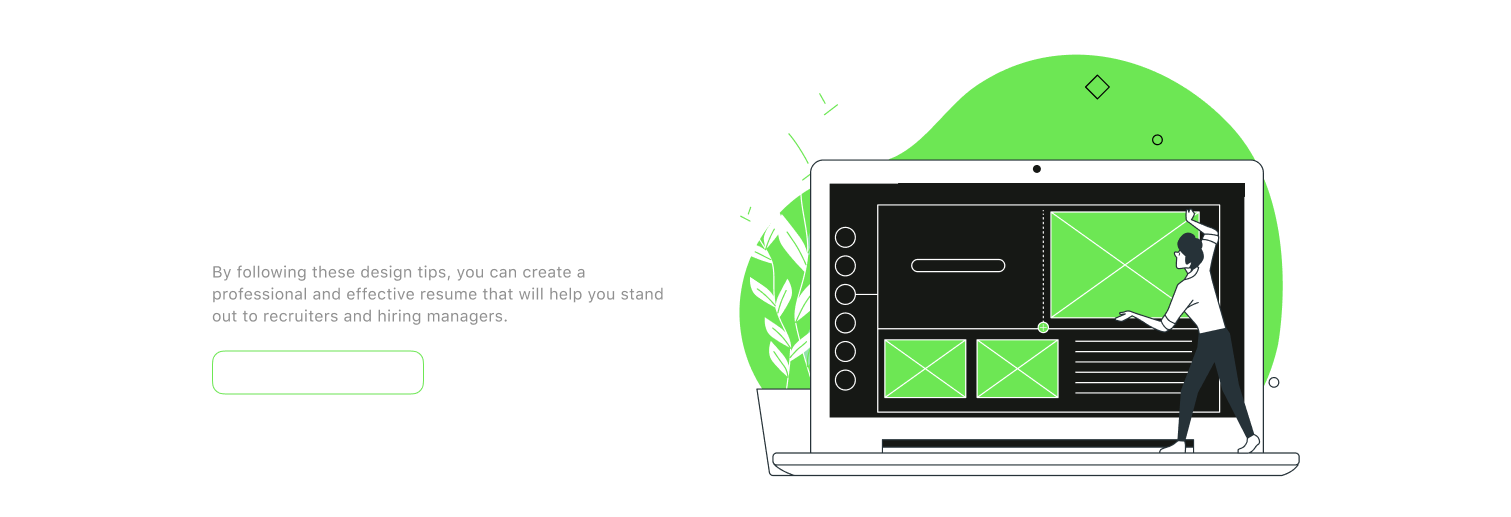 By following these design tips, you can create a
professional and effective resume that will help you stand
out to recruiters and hiring managers.